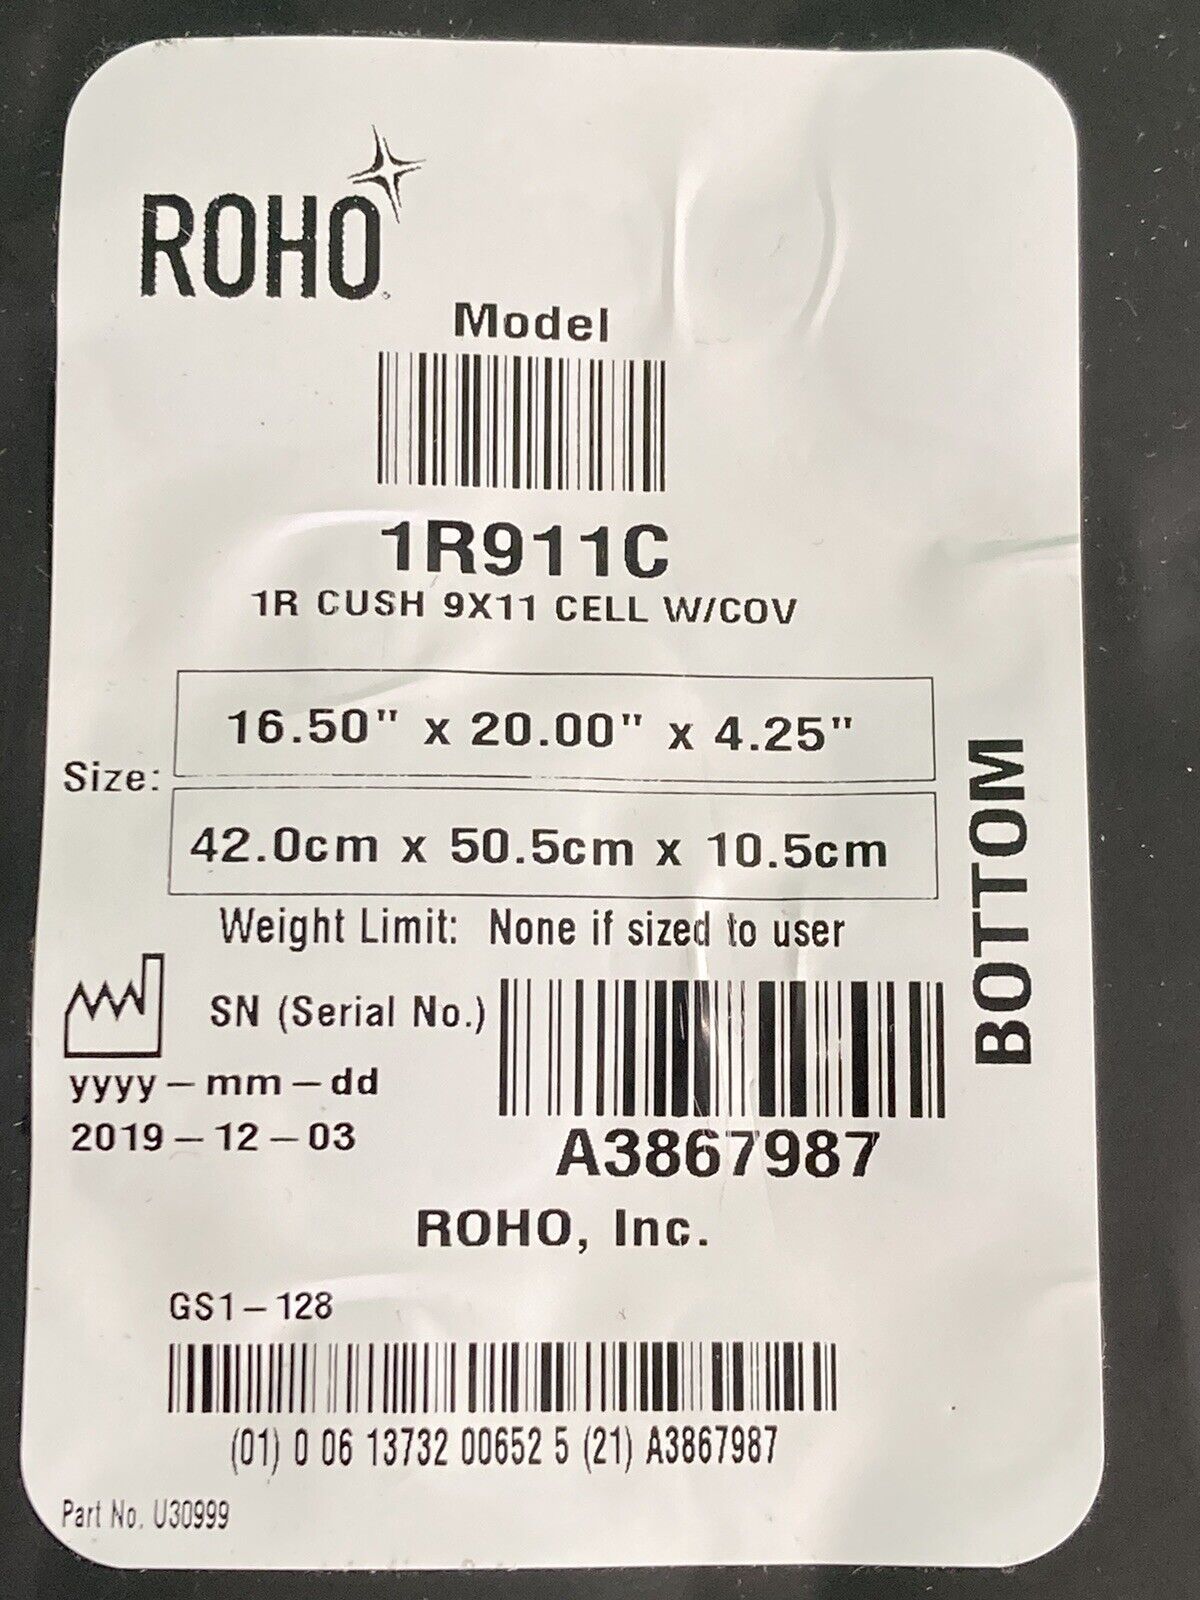 ROHO
Model
1R911C
1R CUSH 9X11 CELL W/COV
16.50" x 20.00" x 4.25"
Size:
42.0cm x 50.5cm x 10.5cm
BOTTOM
Weight Limit: None if sized to user
SN (Serial No.)
yyyy-mm-dd
2019-12-03
A3867987
ROHO, Inc.
GS1-128
(01) 0 06 13732 00652 5 (21) A3867987
Part No. U30999